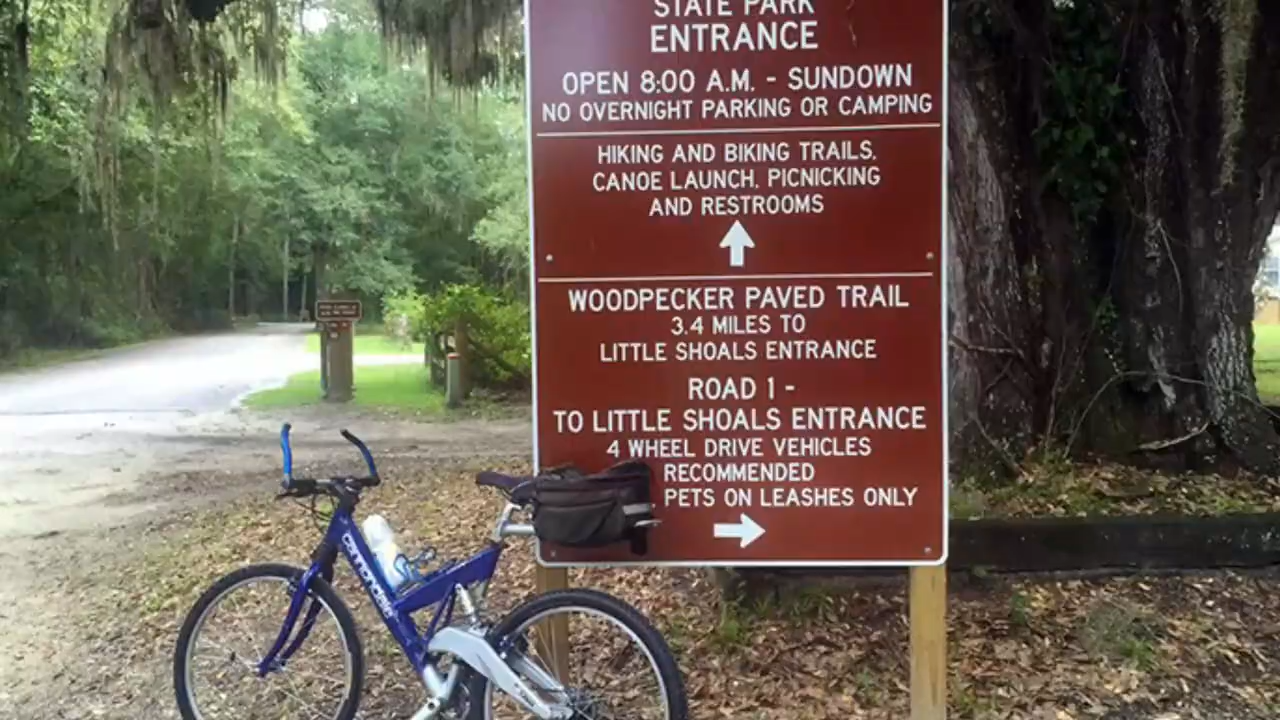 STATE PARK
ENTRANCE
OPEN 8:00 A.M. - SUNDOWN
NO OVERNIGHT PARKING OR CAMPING
HIKING AND BIKING TRAILS,
CANOE LAUNCH, PICNICKING
AND RESTROOMS
WOODPECKER PAVED TRAIL
3.4 MILES TO
LITTLE SHOALS ENTRANCE
ROAD 1 -
TO LITTLE SHOALS ENTRANCE
4 WHEEL DRIVE VEHICLES
RECOMMENDED
PETS ON LEASHES ONLY
cannondale